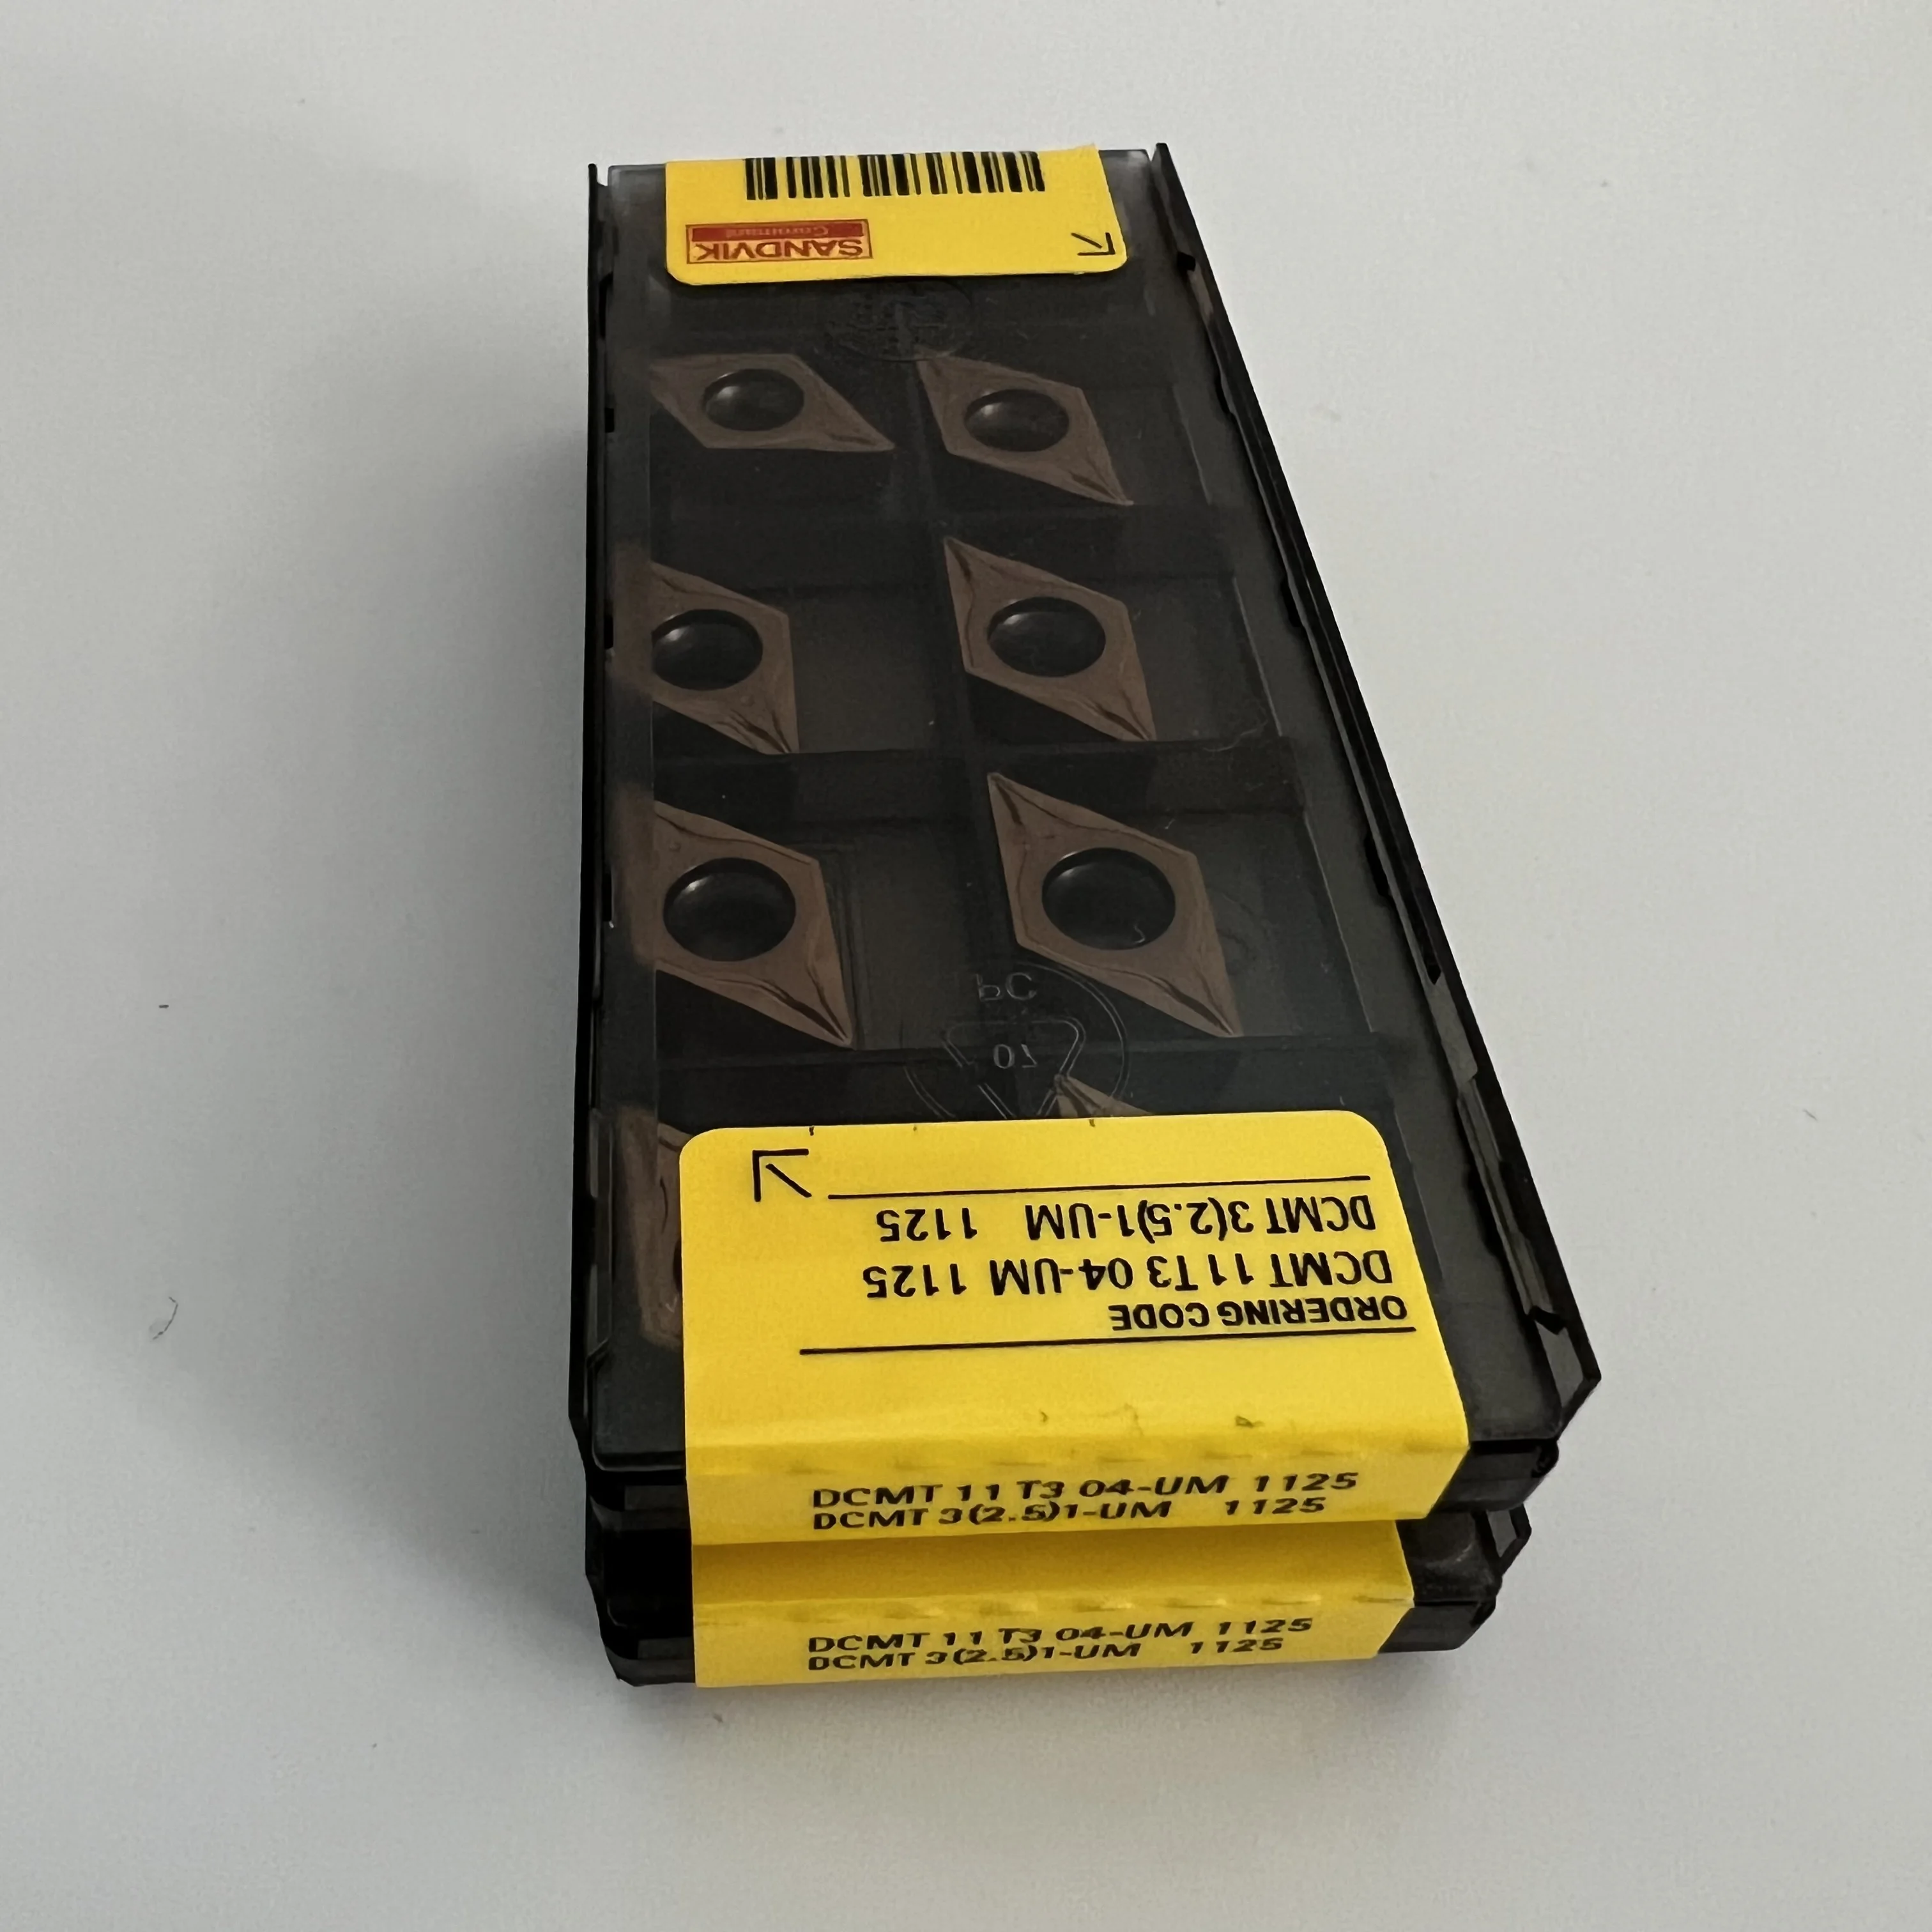 SANDVIK
Coromant
PC
07
DCMT 3(2.5)1-UM 1125
DCMT 11 T3 04-UM 1125
ORDERING CODE
DCMT 11 T3 04-UM 1125
DCMT 3(2.5)1-UM 1125
DCMT 11 T3 04-UM 1125
DCMT 3(2.5)1-UM 1125